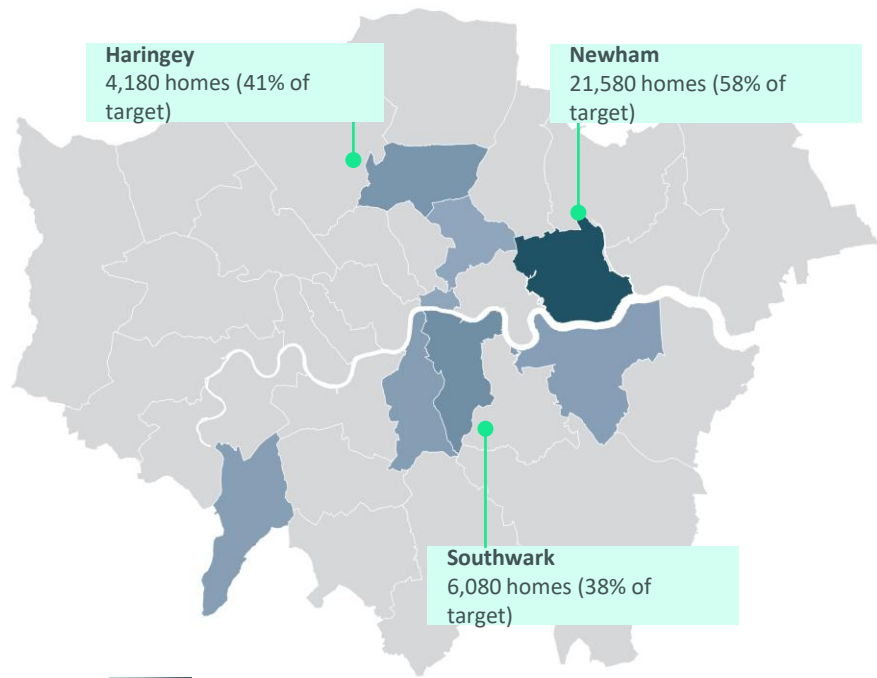 Haringey
4,180 homes (41% of
target)
Newham
21,580 homes (58% of
target)
Southwark
6,080 homes (38% of
target)